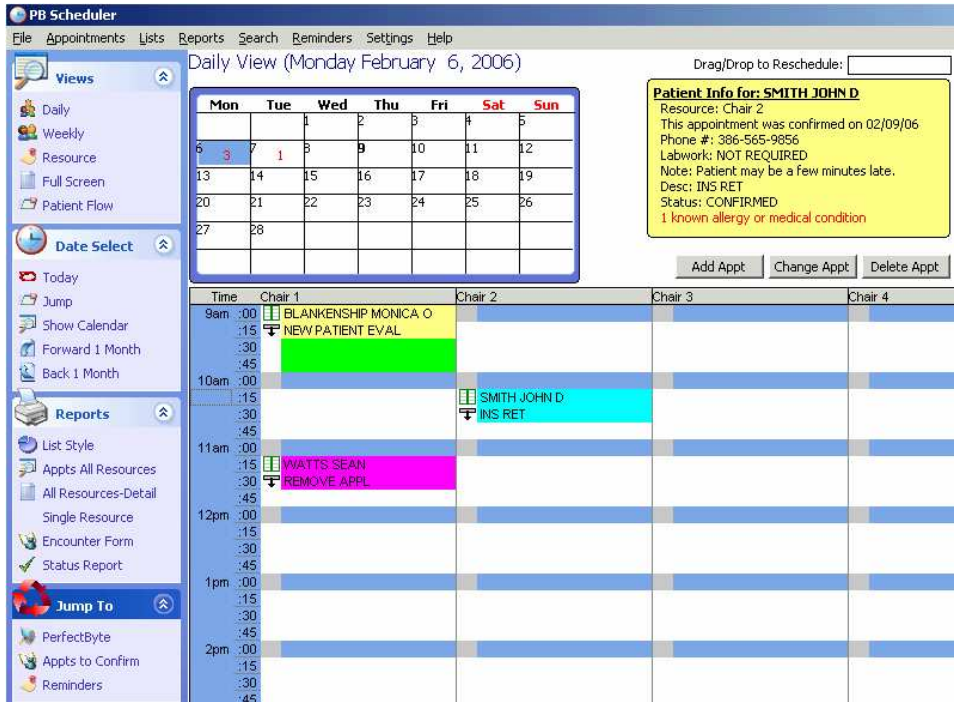 PB Scheduler
File Appointments Lists Reports Search Reminders Settings Help
Views
Daily
Weekly
Resource
Full Screen
Patient Flow
Date Select
Today
Jump
Show Calendar
Forward 1 Month
Back 1 Month
Reports
List Style
Appts All Resources
All Resources-Detail
Single Resource
Encounter Form
Status Report
Jump To
PerfectByte
Appts to Confirm
Reminders
Daily View (Monday February 6, 2006)
Mon Tue Wed Thu Fri Sat Sun
1 2 3 4 5
6 3 7 1 8 9 10 11 12
13 14 15 16 17 18 19
20 21 22 23 24 25 26
27 28
Drag/Drop to Reschedule:
Patient Info for: SMITH JOHN D
Resource: Chair 2
This appointment was confirmed on 02/09/06
Phone #: 386-565-9856
Labwork: NOT REQUIRED
Note: Patient may be a few minutes late.
Desc: INS RET
Status: CONFIRMED
1 known allergy or medical condition
Add Appt Change Appt Delete Appt
Time Chair 1 Chair 2 Chair 3 Chair 4
9am :00 BLANKENSHIP MONICA O
:15 NEW PATIENT EVAL
:30
:45
10am :00
:15 SMITH JOHN D
:30 INS RET
:45
11am :00
:15 WATTS SEAN
:30 REMOVE APPL
:45
12pm :00
:15
:30
:45
1pm :00
:15
:30
:45
2pm :00
:15
:30
:45